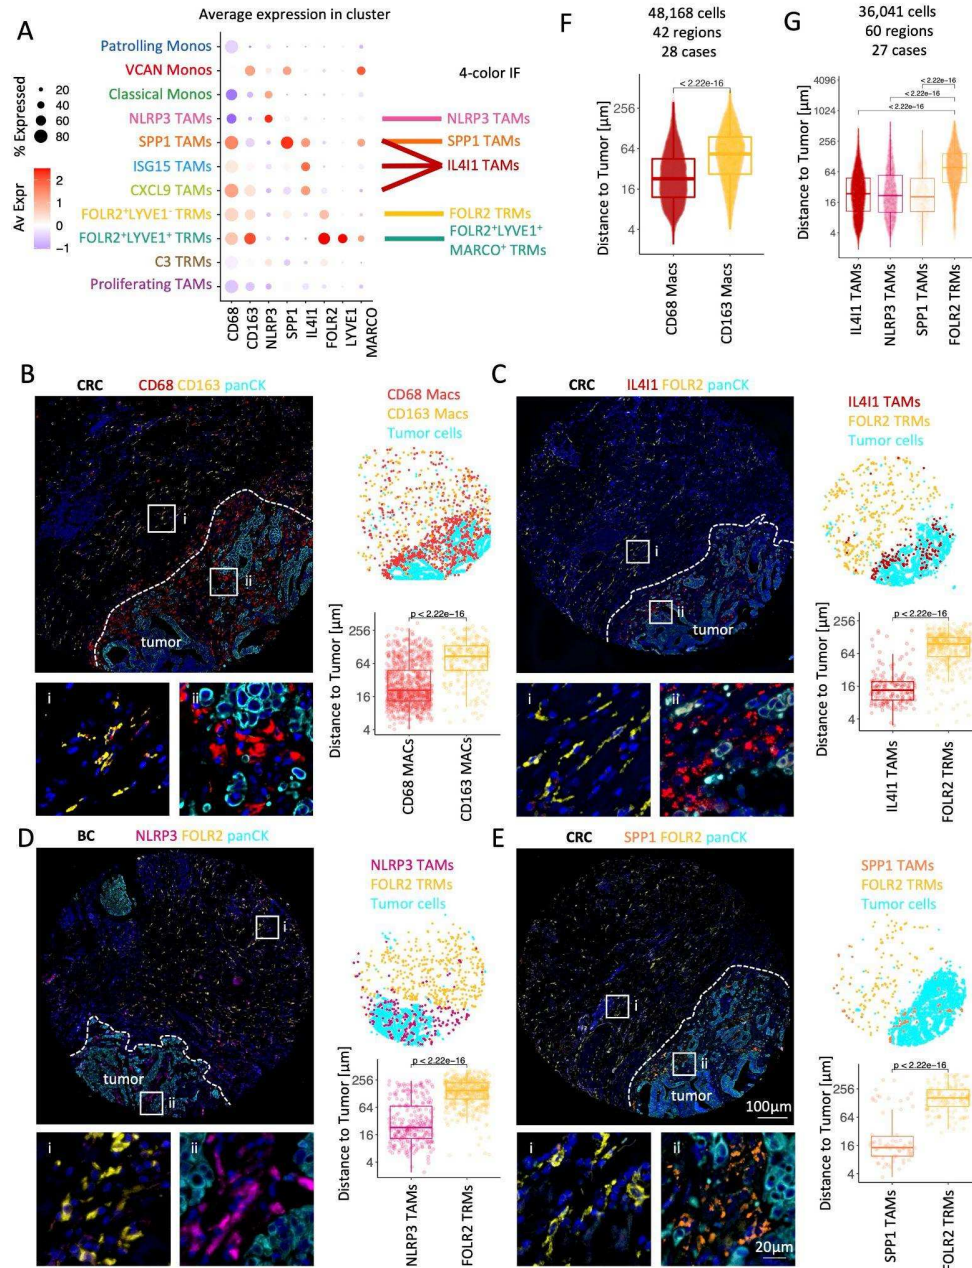 A
Average expression in cluster
% Expressed
20
40
60
80
Av Expr
2
1
0
−1
Patrolling Monos
VCAN Monos
Classical Monos
NLRP3 TAMs
SPP1 TAMs
ISG15 TAMs
CXCL9 TAMs
FOLR2⁺LYVE1⁻ TRMs
FOLR2⁺LYVE1⁺ TRMs
C3 TRMs
Proliferating TAMs
CD68
CD163
NLRP3
SPP1
IL4I1
FOLR2
LYVE1
MARCO
4-color IF
NLRP3 TAMs
SPP1 TAMs
IL4I1 TAMs
FOLR2 TRMs
FOLR2⁺LYVE1⁺
MARCO⁺ TRMs
F
48,168 cells
42 regions
28 cases
< 2.22e−16
Distance to Tumor [µm]
256
64
16
4
CD68 Macs
CD163 Macs
G
36,041 cells
60 regions
27 cases
< 2.22e−16
< 2.22e−16
< 2.22e−16
Distance to Tumor [µm]
4096
1024
256
64
16
4
IL4I1 TAMs
NLRP3 TAMs
SPP1 TAMs
FOLR2 TRMs
B
CRC CD68 CD163 panCK
i
ii
tumor
i
ii
CD68 Macs
CD163 Macs
Tumor cells
p < 2.22e−16
Distance to Tumor [µm]
256
64
16
4
CD68 MACs
CD163 MACs
C
CRC IL4I1 FOLR2 panCK
i
ii
tumor
i
ii
IL4I1 TAMs
FOLR2 TRMs
Tumor cells
p < 2.22e−16
Distance to Tumor [µm]
256
64
16
4
IL4I1 TAMs
FOLR2 TRMs
D
BC NLRP3 FOLR2 panCK
i
tumor
ii
i
ii
NLRP3 TAMs
FOLR2 TRMs
Tumor cells
p < 2.22e−16
Distance to Tumor [µm]
256
64
16
4
NLRP3 TAMs
FOLR2 TRMs
E
CRC SPP1 FOLR2 panCK
i
ii
tumor
100µm
i
ii
20µm
SPP1 TAMs
FOLR2 TRMs
Tumor cells
p < 2.22e−16
Distance to Tumor [µm]
256
64
16
4
SPP1 TAMs
FOLR2 TRMs